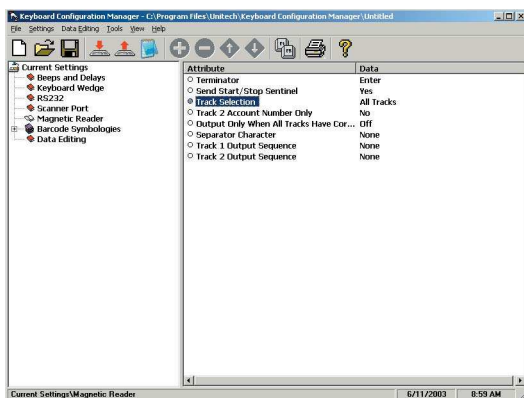 Keyboard Configuration Manager - C:\Program Files\Unitech\Keyboard Configuration Manager\Untitled
File Settings Data Editing Tools View Help
Current Settings
Beeps and Delays
Keyboard Wedge
RS232
Scanner Port
Magnetic Reader
Barcode Symbologies
Data Editing
Attribute Data
Terminator Enter
Send Start/Stop Sentinel Yes
Track Selection All Tracks
Track 2 Account Number Only No
Output Only When All Tracks Have Cor... Off
Separator Character None
Track 1 Output Sequence None
Track 2 Output Sequence None
Current Settings\Magnetic Reader 6/11/2003 8:59 AM